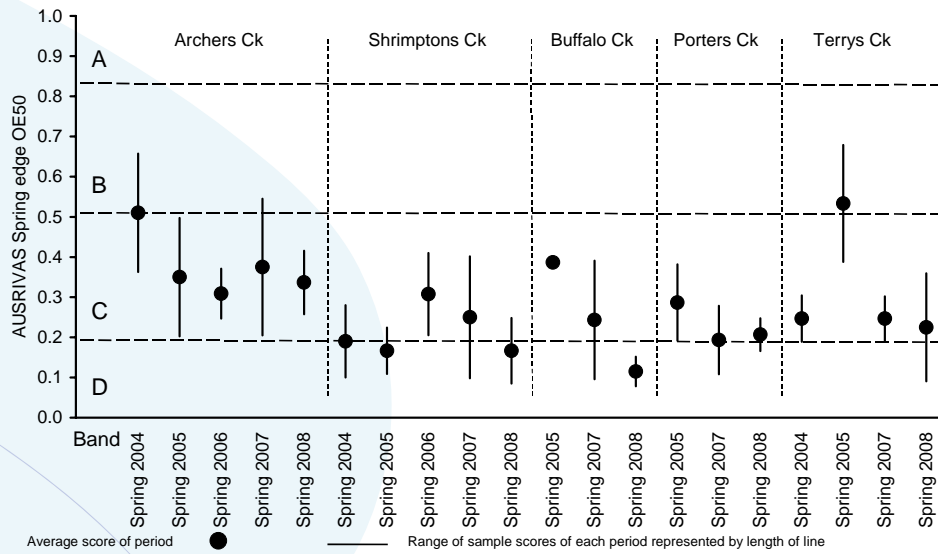 AUSRIVAS Spring edge OE50
1.0
0.9
0.8
0.7
0.6
0.5
0.4
0.3
0.2
0.1
0.0
Archers Ck
Shrimptons Ck
Buffalo Ck
Porters Ck
Terrys Ck
A
B
C
D
Band
Spring 2004
Spring 2005
Spring 2006
Spring 2007
Spring 2008
Spring 2004
Spring 2005
Spring 2006
Spring 2007
Spring 2008
Spring 2005
Spring 2007
Spring 2008
Spring 2005
Spring 2007
Spring 2008
Spring 2004
Spring 2005
Spring 2007
Spring 2008
Average score of period
Range of sample scores of each period represented by length of line